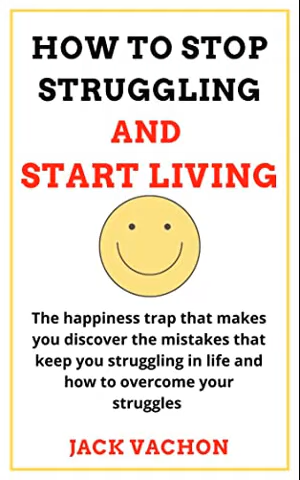 HOW TO STOP
STRUGGLING
AND
START LIVING
The happiness trap that makes
you discover the mistakes that
keep you struggling in life and
how to overcome your
struggles
JACK VACHON